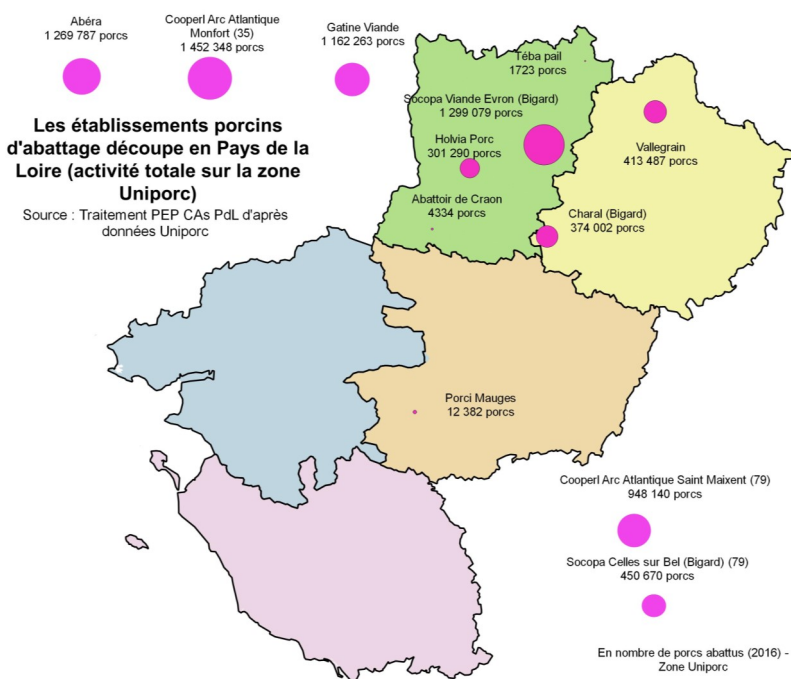 Abéra
1 269 787 porcs
Cooperl Arc Atlantique
Monfort (35)
1 452 348 porcs
Gatine Viande
1 162 263 porcs
Les établissements porcins
d'abattage découpe en Pays de la
Loire (activité totale sur la zone
Uniporc)
Source : Traitement PEP CAs PdL d'après
données Uniporc
Téba pail
1723 porcs
Socopa Viande Evron (Bigard)
1 299 079 porcs
Holvia Porc
301 290 porcs
Vallegrain
413 487 porcs
Abattoir de Craon
4334 porcs
Charal (Bigard)
374 002 porcs
Porci Mauges
12 382 porcs
Cooperl Arc Atlantique Saint Maixent (79)
948 140 porcs
Socopa Celles sur Bel (Bigard) (79)
450 670 porcs
En nombre de porcs abattus (2016) -
Zone Uniporc